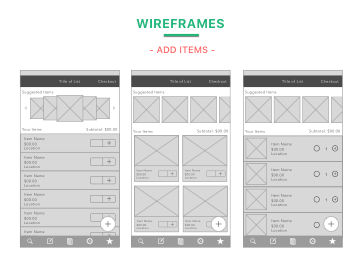 WIREFRAMES
- ADD ITEMS -
Title of List Checkout
Suggested Items
Your Items Subtotal: $00.00
Item Name
$00.00
Location
Item Name
$00.00
Location
Item Name
$00.00
Location
Item Name
$00.00
Location
Item Name
$00.00
Location
Item Name
Title of List Checkout
Suggested Items
Your Items Subtotal: $00.00
Item Name
$00.00
Location
Item Name
$00.00
Location
Item Name
$00.00
Location
Item Name
$00.00
Location
Title of List Checkout
Suggested Items
Your Items Subtotal: $00.00
Item Name
$00.00
Location
1
Item Name
$00.00
Location
1
Item Name
$00.00
Location
1
Item Name
$00.00
Location